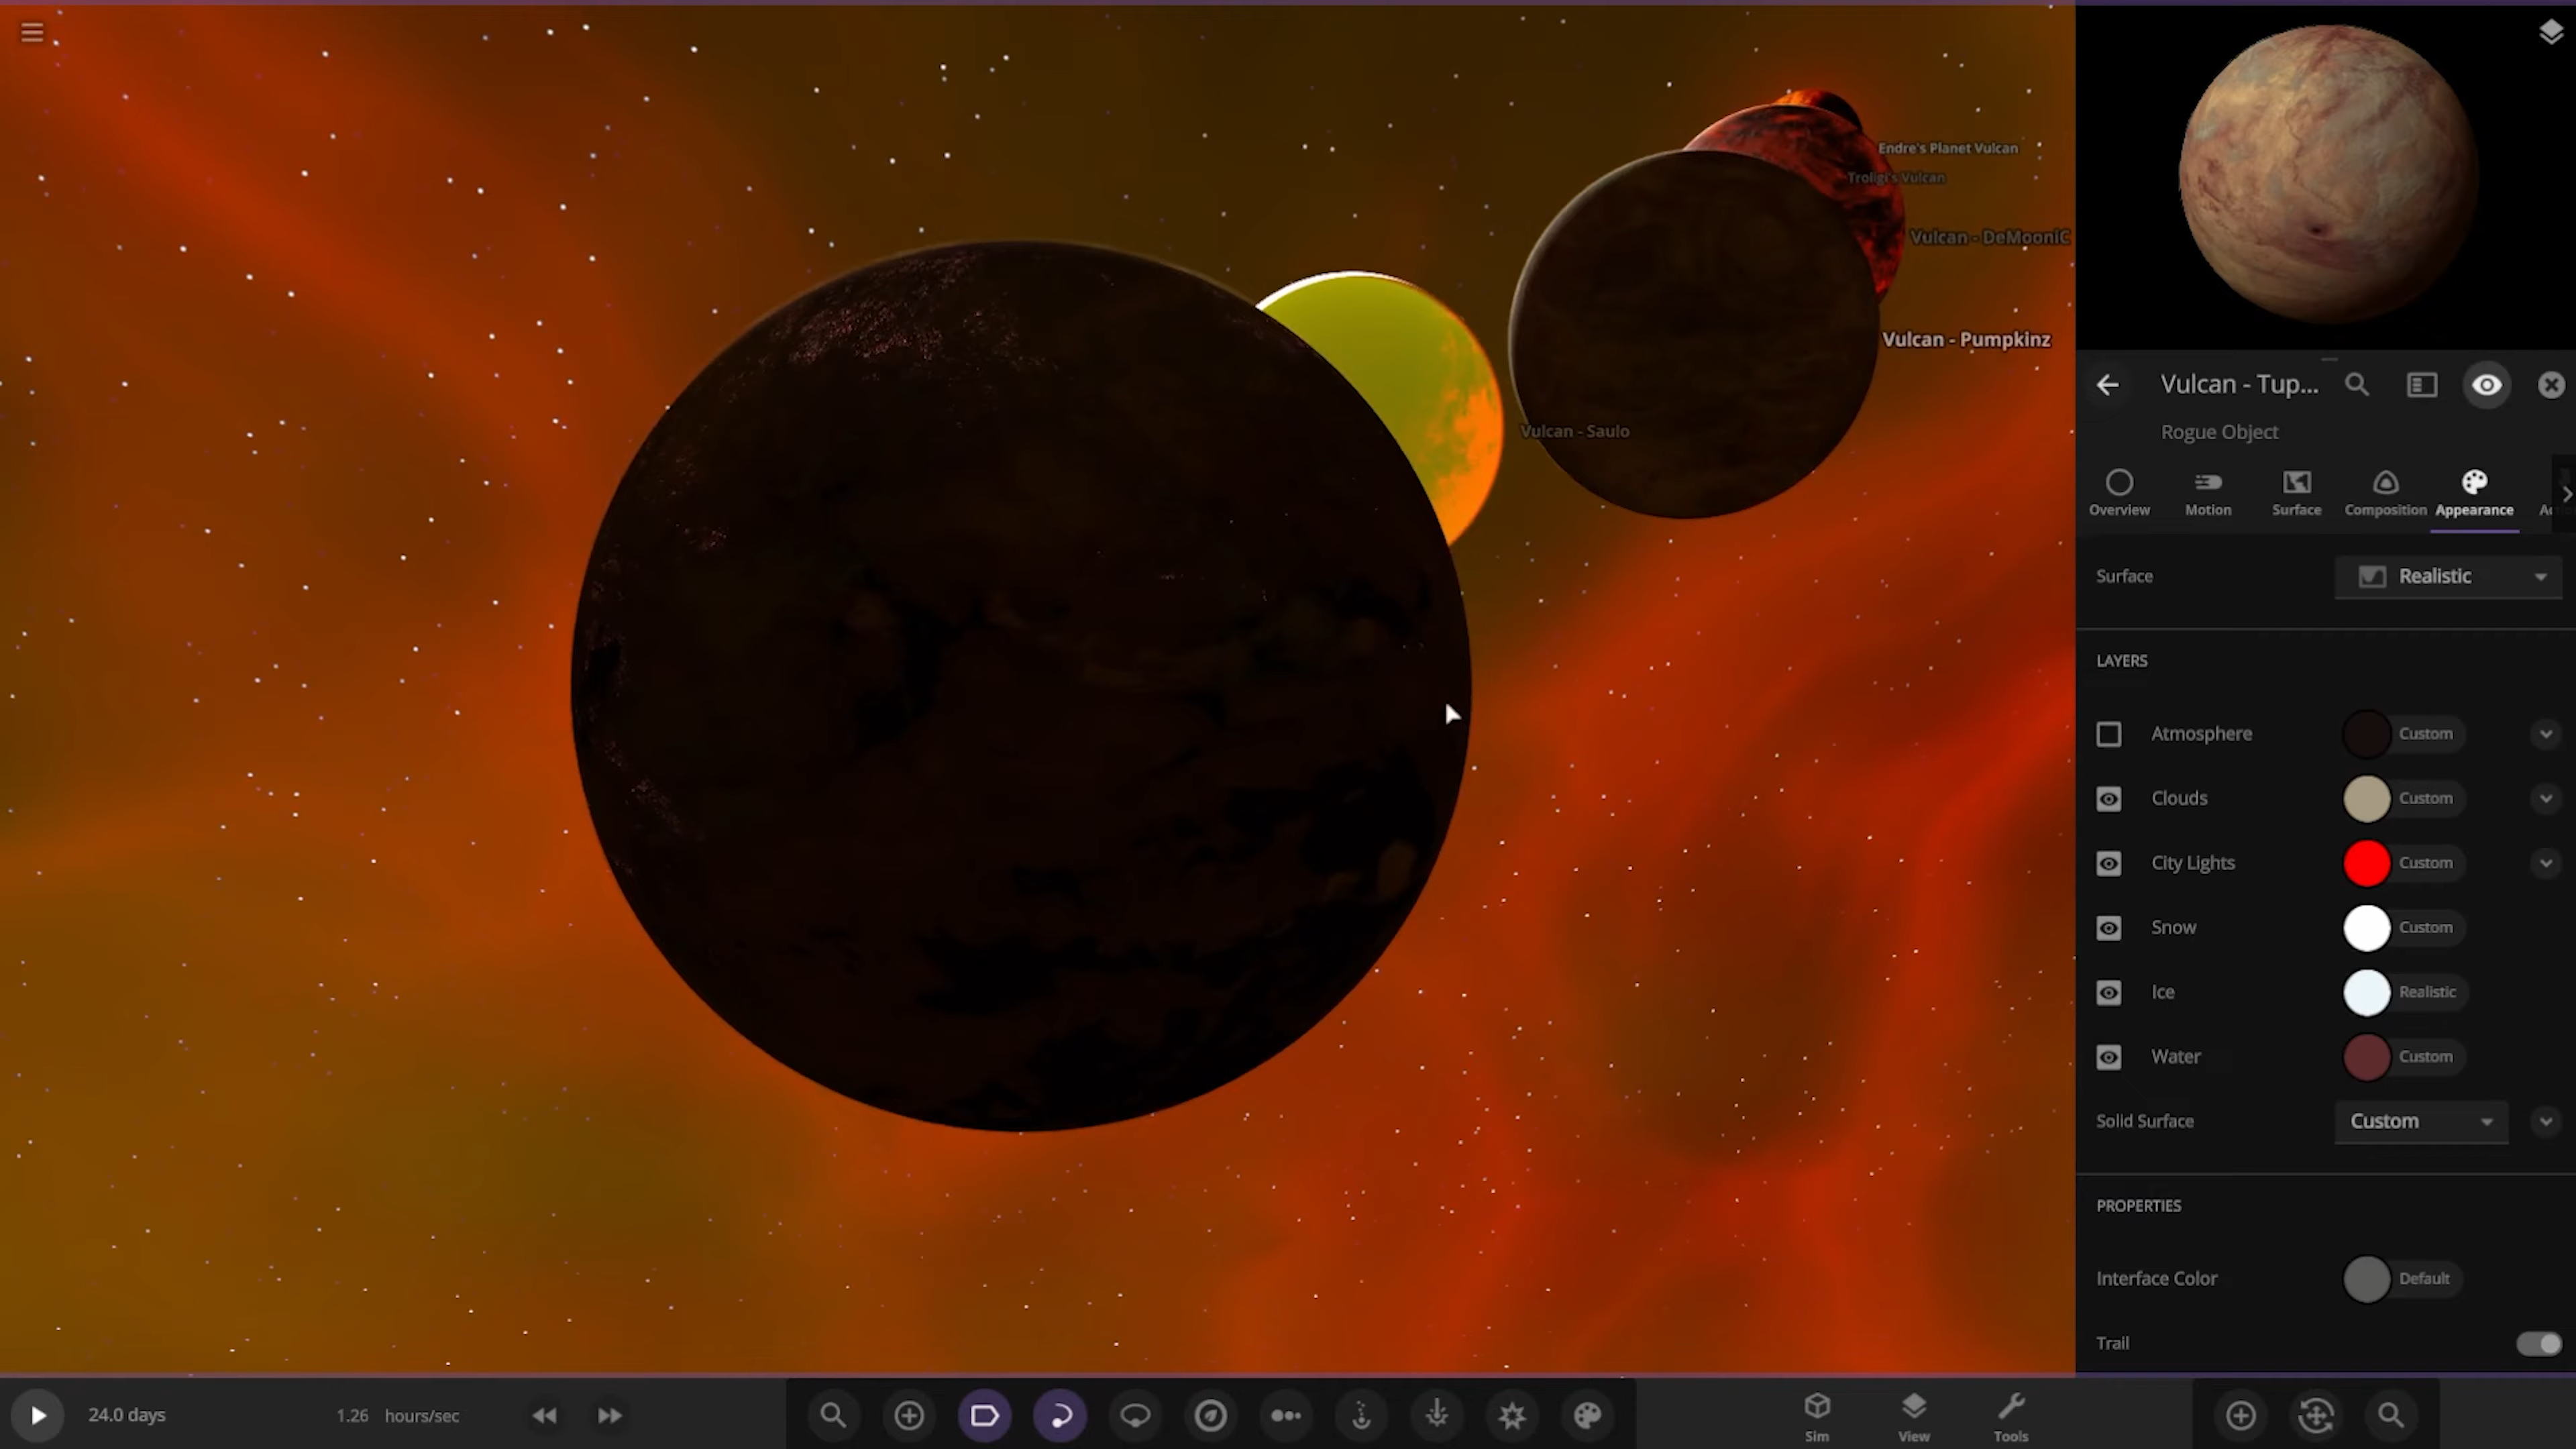 Endre's Planet Vulcan
Troligi's Vulcan
Vulcan - DeMooniC
Vulcan - Pumpkinz
Vulcan - Saulo
Vulcan - Tup...
Rogue Object
Overview
Motion
Surface
Composition
Appearance
Surface
Realistic
LAYERS
Atmosphere
Custom
Clouds
Custom
City Lights
Custom
Snow
Custom
Ice
Realistic
Water
Custom
Solid Surface
Custom
PROPERTIES
Interface Color
Default
Trail
24.0 days
1.26 hours/sec
Sim
View
Tools